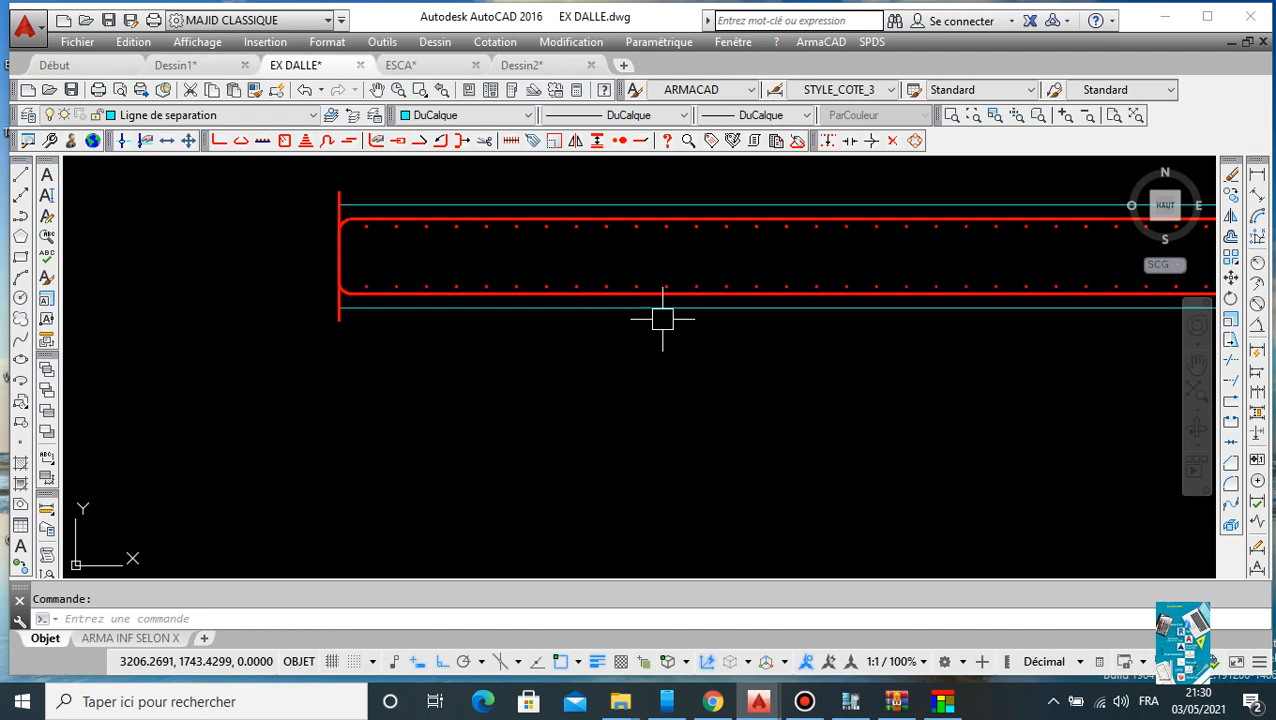 MAJID CLASSIQUE
Autodesk AutoCAD 2016 EX DALLE.dwg
Entrez mot-clé ou expression
Se connecter
Fichier Edition Affichage Insertion Format Outils Dessin Cotation Modification Paramétrique Fenêtre ? ArmaCAD SPDS
Début Dessin1* EX DALLE* ESCA* Dessin2*
ARMACAD STYLE_COTE_3 Standard Standard
Ligne de separation DuCalque DuCalque DuCalque ParCouleur
N
O HAUT E
S
SCG
Y
X
Commande:
Entrez une commande
Objet ARMA INF SELON X
3206.2691, 1743.4299, 0.0000 OBJET 1:1 / 100% Décimal
Taper ici pour rechercher
FRA
21:30
03/05/2021
2